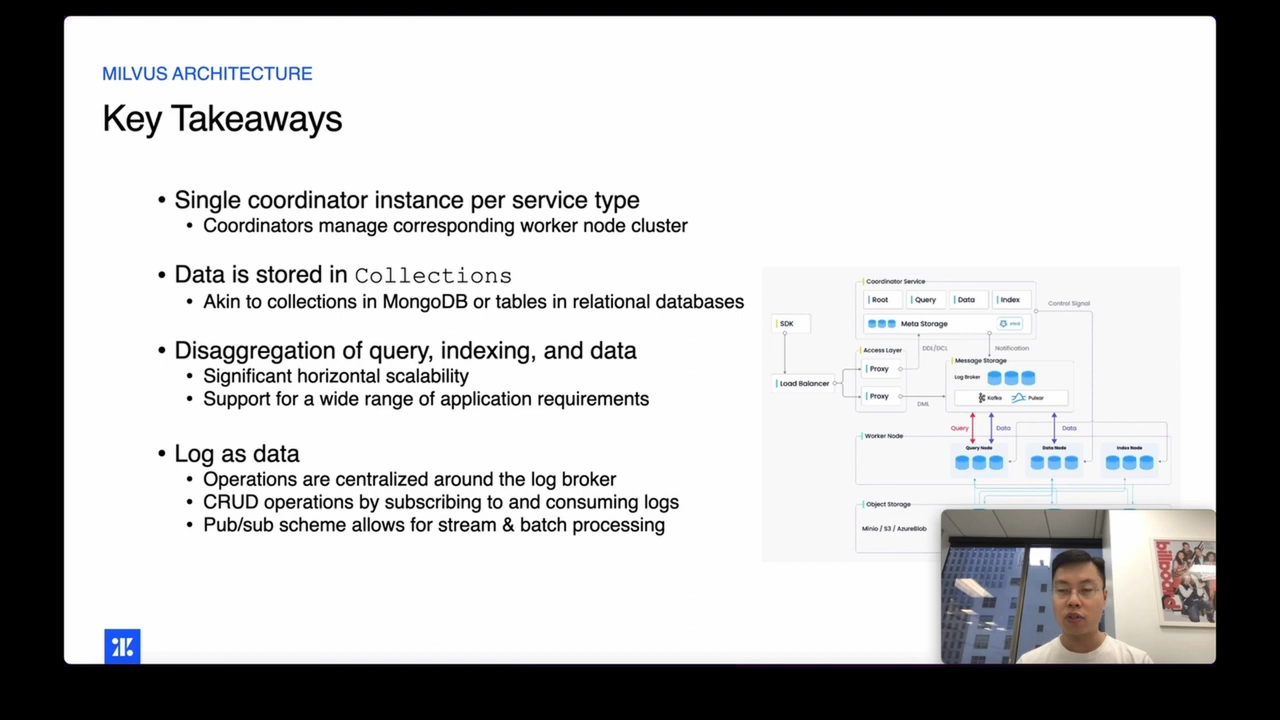 MILVUS ARCHITECTURE
Key Takeaways
• Single coordinator instance per service type
• Coordinators manage corresponding worker node cluster
• Data is stored in Collections
• Akin to collections in MongoDB or tables in relational databases
• Disaggregation of query, indexing, and data
• Significant horizontal scalability
• Support for a wide range of application requirements
• Log as data
• Operations are centralized around the log broker
• CRUD operations by subscribing to and consuming logs
• Pub/sub scheme allows for stream & batch processing
Coordinator Service
Root Query Data Index
Control Signal
SDK
Meta Storage
etcd
Access Layer
DDL/DCL
Notification
Message Storage
Proxy
Log Broker
Load Balancer
Proxy
DML
Kafka Pulsar
Query Data Data
Worker Node
Query Node Data Node Index Node
Object Storage
Minio / S3 / AzureBlob
billboard